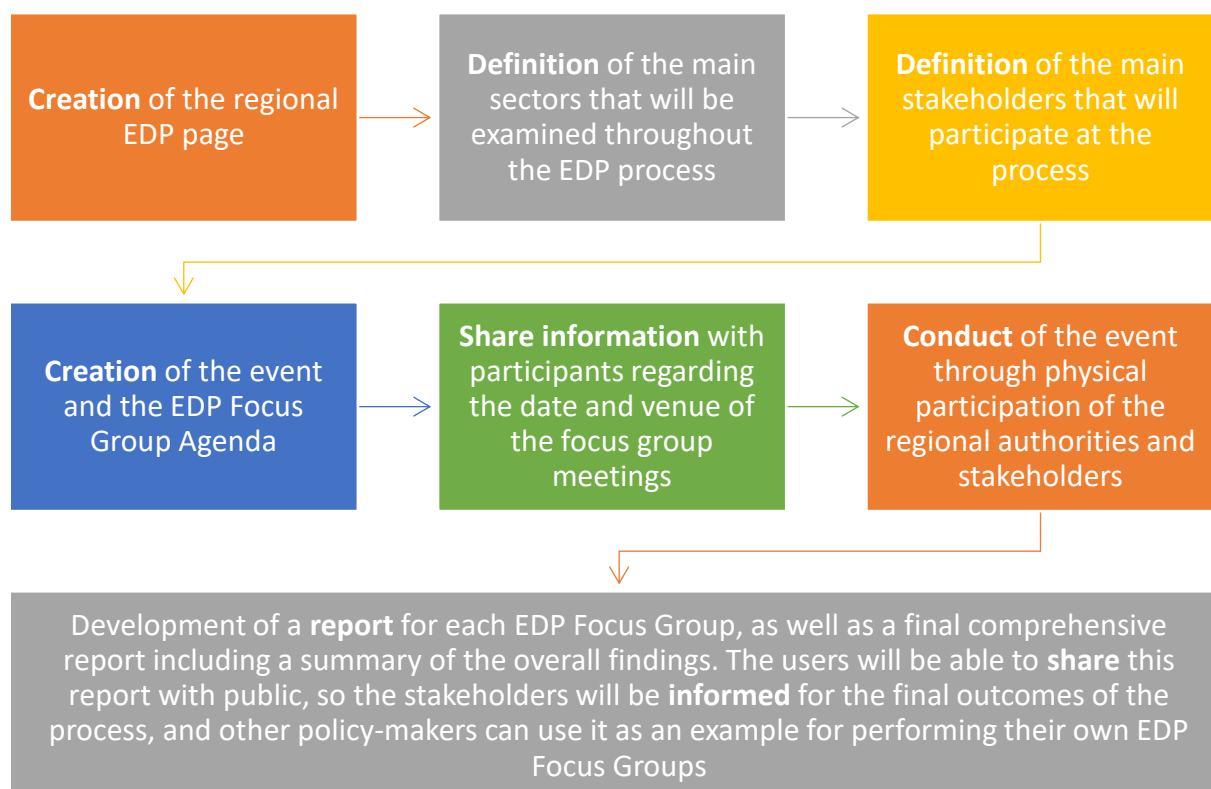 Creation of the regional
EDP page
Definition of the main
sectors that will be
examined throughout
the EDP process
Definition of the main
stakeholders that will
participate at the
process
Creation of the event
and the EDP Focus
Group Agenda
Share information with
participants regarding
the date and venue of
the focus group
meetings
Conduct of the event
through physical
participation of the
regional authorities and
stakeholders
Development of a report for each EDP Focus Group, as well as a final comprehensive
report including a summary of the overall findings. The users will be able to share this
report with public, so the stakeholders will be informed for the final outcomes of the
process, and other policy-makers can use it as an example for performing their own EDP
Focus Groups